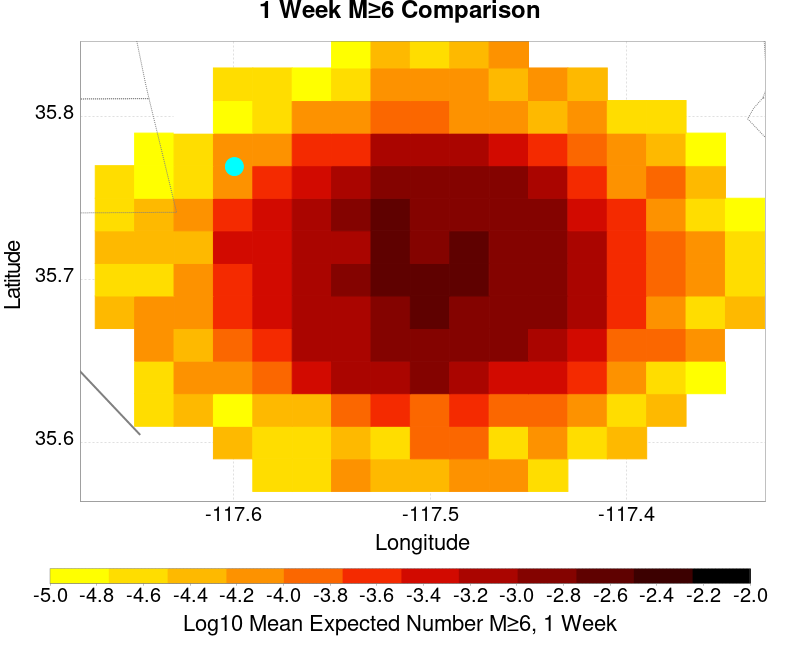 1 Week M≥6 Comparison
35.8
35.7
35.6
Latitude
-117.6 -117.5 -117.4
Longitude
-5.0 -4.8 -4.6 -4.4 -4.2 -4.0 -3.8 -3.6 -3.4 -3.2 -3.0 -2.8 -2.6 -2.4 -2.2 -2.0
Log10 Mean Expected Number M≥6, 1 Week